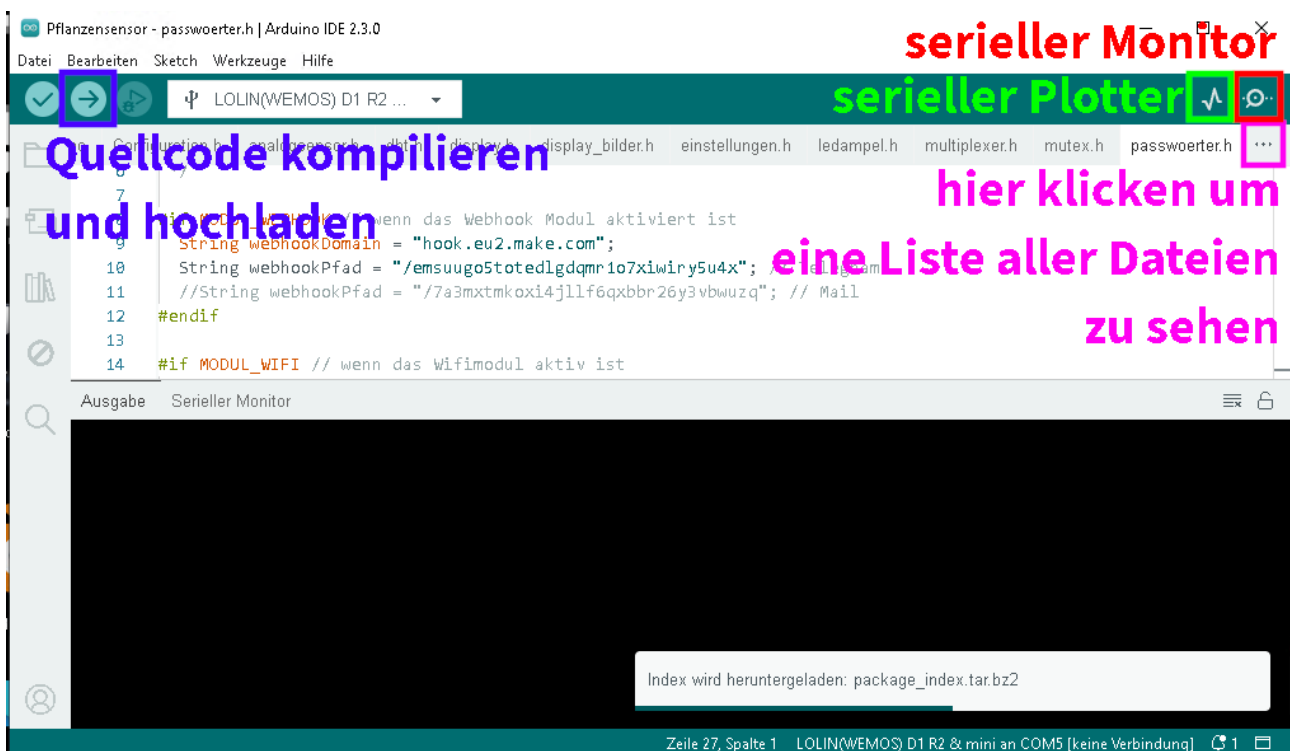 Pflanzensensor - passwoerter.h | Arduino IDE 2.3.0
serieller Monitor
Datei Bearbeiten Sketch Werkzeuge Hilfe
LOLIN(WEMOS) D1 R2 ...
serieller Plotter
display_bilder.h einstellungen.h ledampel.h multiplexer.h mutex.h passwoerter.h ...
Quellcode kompilieren
und hochladen
hier klicken um
eine Liste aller Dateien
zu sehen
7
wenn das Webhook Modul aktiviert ist
9 String webhookDomain = "hook.eu2.make.com";
10 String webhookPfad = "/emsuugo5totedlgdqmr1o7xiwiry5u4x"; //
11 //String webhookPfad = "/7a3mxtmkoxi4jllf6qxbbr26y3vbwuzq"; // Mail
12 #endif
13
14 #if MODUL_WIFI // wenn das Wifimodul aktiv ist
Ausgabe Serieller Monitor
Index wird heruntergeladen: package_index.tar.bz2
Zeile 27, Spalte 1 LOLIN(WEMOS) D1 R2 & mini an COM5 [keine Verbindung] 1